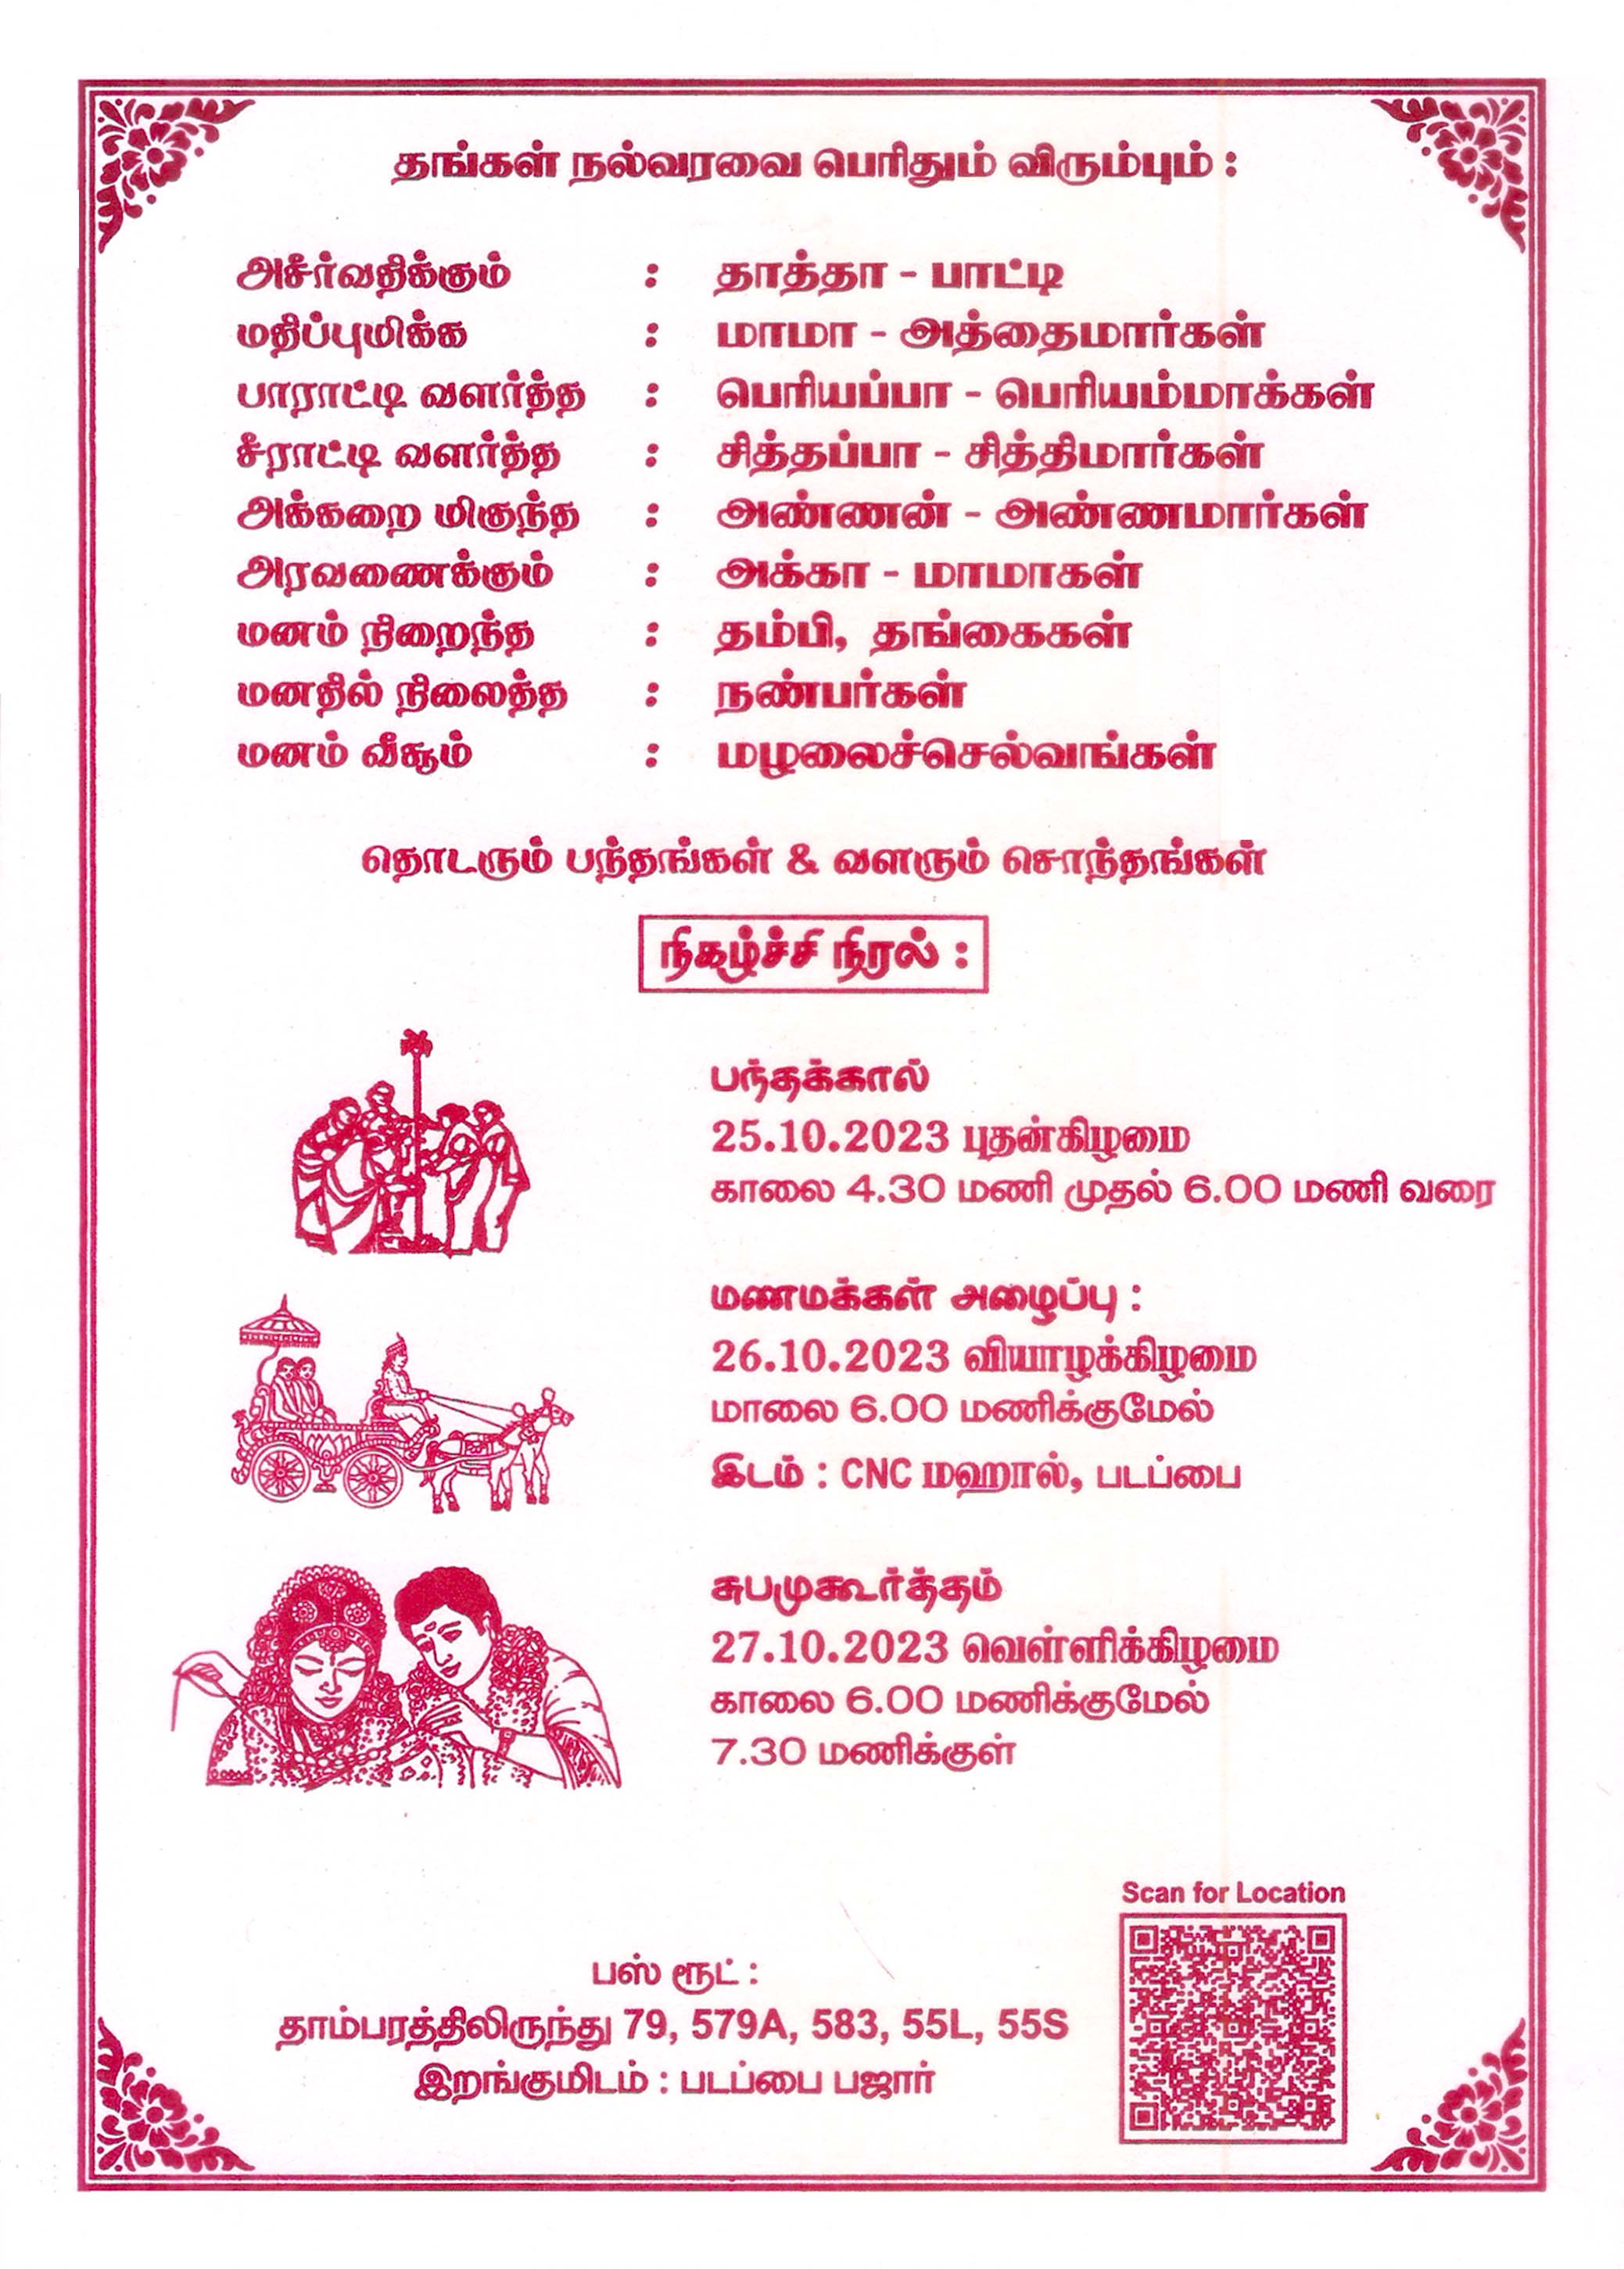 தங்கள் நல்வரவை பெரிதும் விரும்பும் :
அசீர்வதிக்கும் : தாத்தா - பாட்டி
மதிப்புமிக்க : மாமா - அத்தைமார்கள்
பாராட்டி வளர்த்த : பெரியப்பா - பெரியம்மாக்கள்
சீராட்டி வளர்த்த : சித்தப்பா - சித்திமார்கள்
அக்கறை மிகுந்த : அண்ணன் - அண்ணமார்கள்
அரவணைக்கும் : அக்கா - மாமாகள்
மனம் நிறைந்த : தம்பி, தங்கைகள்
மனதில் நிலைத்த : நண்பர்கள்
மனம் வீசூம் : மழலைச்செல்வங்கள்
தொடரும் பந்தங்கள் & வளரும் சொந்தங்கள்
நிகழ்ச்சி நிரல் :
பந்தக்கால்
25.10.2023 புதன்கிழமை
காலை 4.30 மணி முதல் 6.00 மணி வரை
மணமக்கள் அழைப்பு :
26.10.2023 வியாழக்கிழமை
மாலை 6.00 மணிக்குமேல்
இடம் : CNC மஹால், படப்பை
சுபமுகூர்த்தம்
27.10.2023 வெள்ளிக்கிழமை
காலை 6.00 மணிக்குமேல்
7.30 மணிக்குள்
Scan for Location
பஸ் ரூட் :
தாம்பரத்திலிருந்து 79, 579A, 583, 55L, 55S
இறங்குமிடம் : படப்பை பஜார்